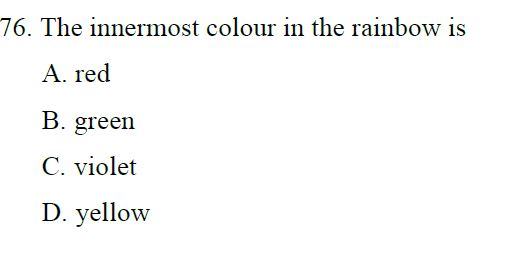 76. The innermost colour in the rainbow is
A. red
B. green
C. violet
D. yellow